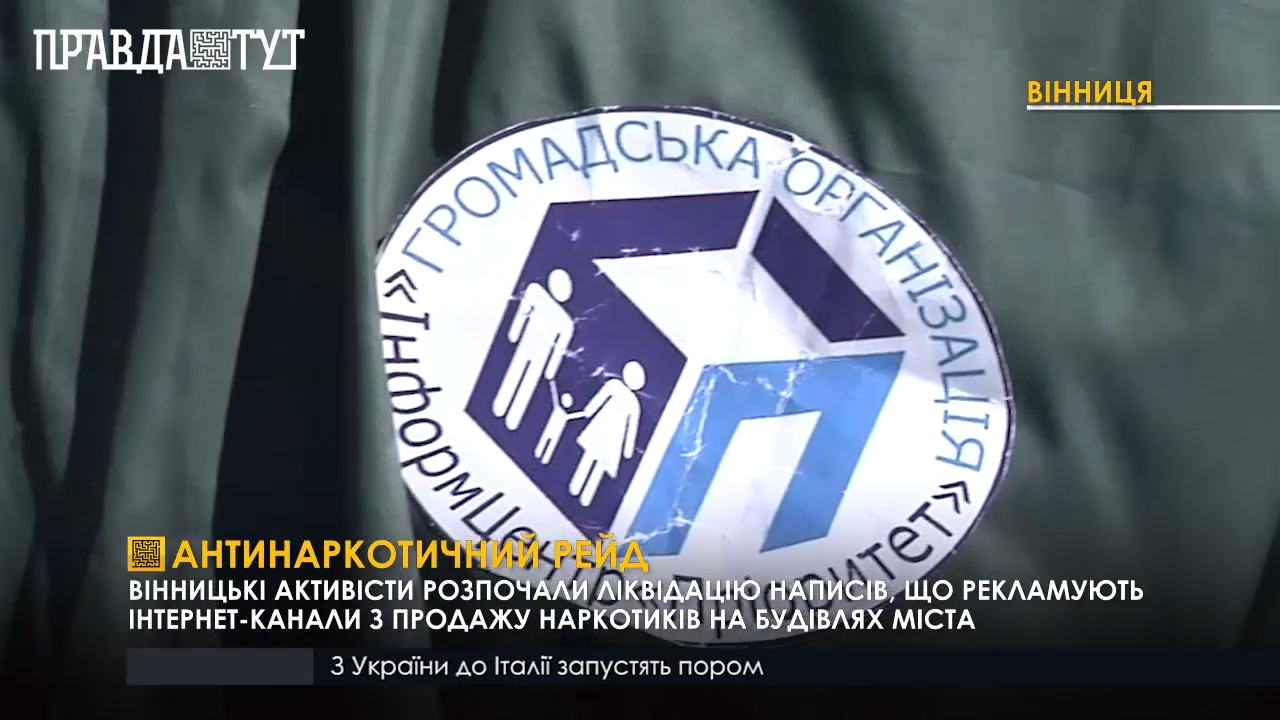 ПРАВДА ТУТ
ВІННИЦЯ
ГРОМАДСЬКА ОРГАНІЗАЦІЯ
П
АНТИНАРКОТИЧНИЙ РЕЙД
ВІННИЦЬКІ АКТИВІСТИ РОЗПОЧАЛИ ЛІКВІДАЦІЮ НАПИСІВ, ЩО РЕКЛАМУЮТЬ
ІНТЕРНЕТ-КАНАЛИ З ПРОДАЖУ НАРКОТИКІВ НА БУДІВЛЯХ МІСТА
З України до Італії запустять пором